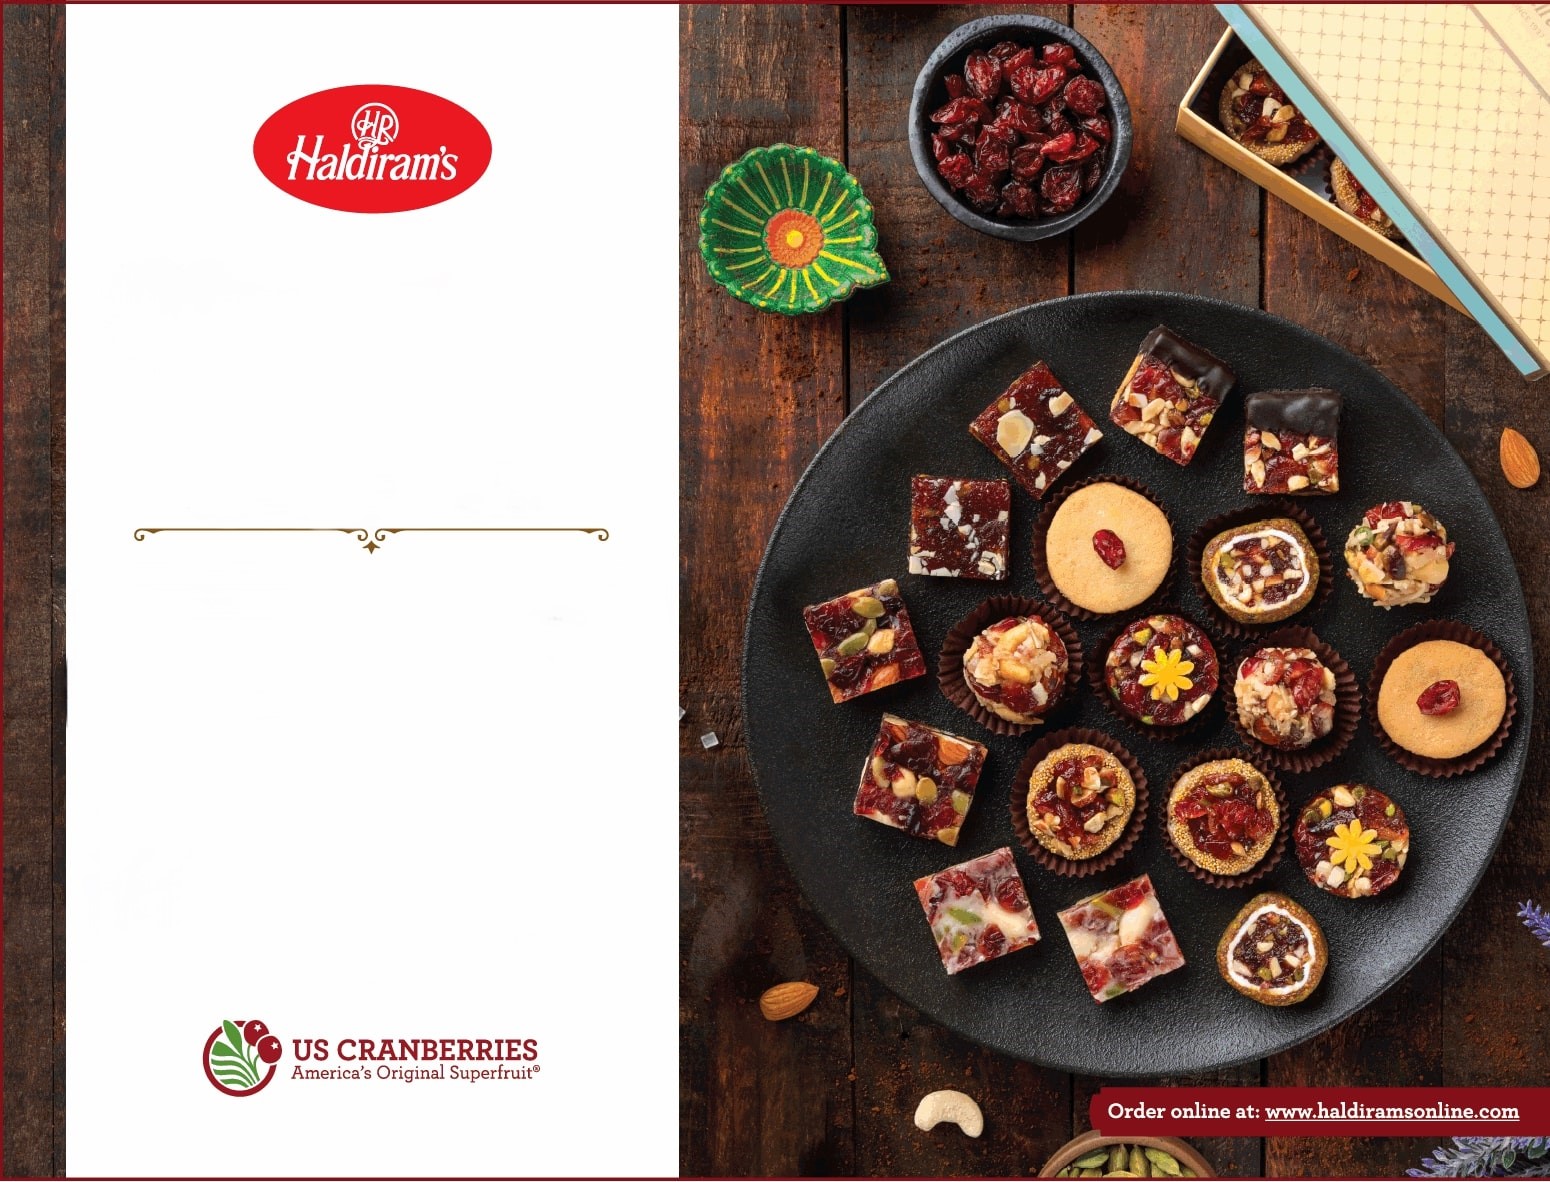 HR
Haldiram's
US CRANBERRIES
America's Original Superfruit®
Order online at: www.haldiramsonline.com